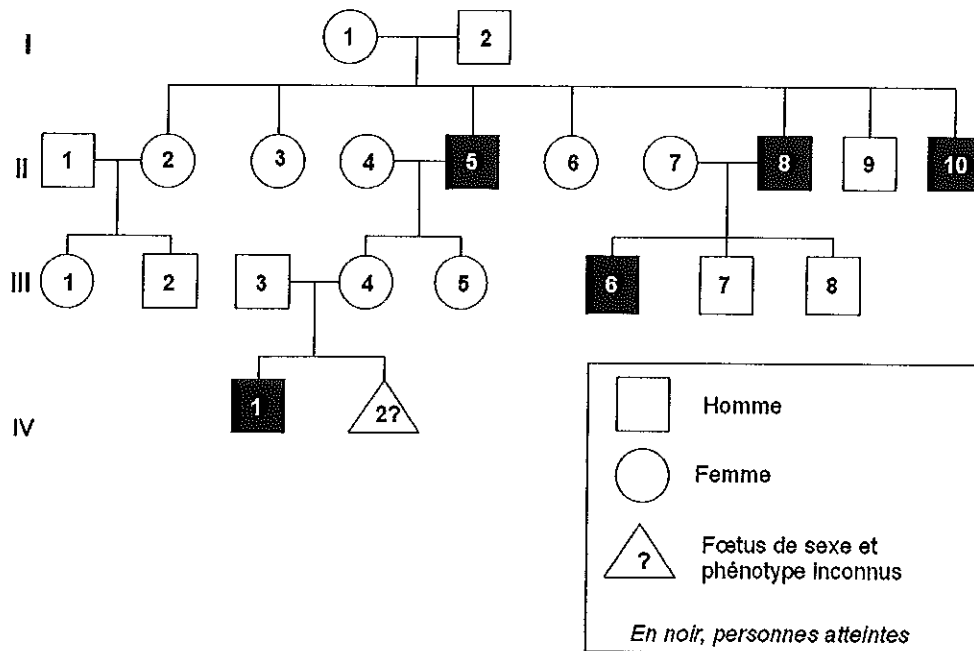 I
1
2
II
1
2
3
4
5
6
7
8
9
10
III
1
2
3
4
5
6
7
8
IV
1
2?
Homme
Femme
?
Fœtus de sexe et
phénotype inconnus
En noir, personnes atteintes